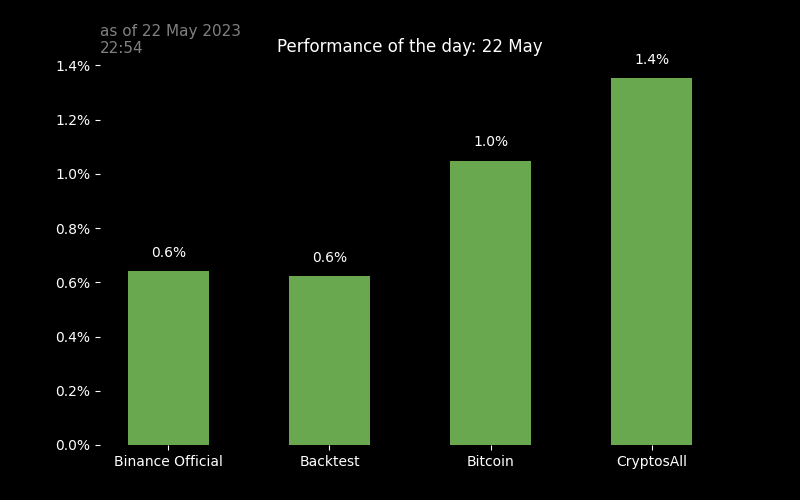 as of 22 May 2023
22:54
Performance of the day: 22 May
1.4%
1.2%
1.0%
0.8%
0.6%
0.4%
0.2%
0.0%
0.6%
0.6%
1.0%
1.4%
Binance Official
Backtest
Bitcoin
CryptosAll